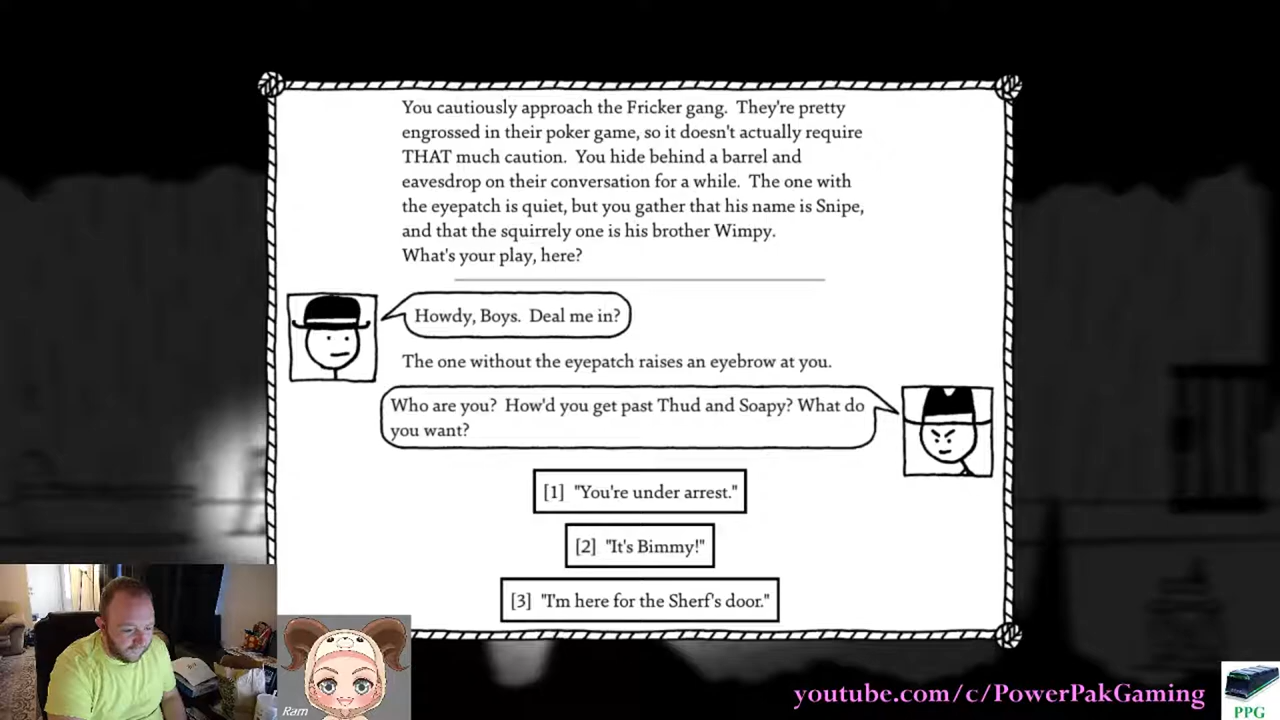 You cautiously approach the Fricker gang. They're pretty
engrossed in their poker game, so it doesn't actually require
THAT much caution. You hide behind a barrel and
eavesdrop on their conversation for a while. The one with
the eyepatch is quiet, but you gather that his name is Snipe,
and that the squirrely one is his brother Wimpy.
What's your play, here?
Howdy, Boys. Deal me in?
The one without the eyepatch raises an eyebrow at you.
Who are you? How'd you get past Thud and Soapy? What do
you want?
[1] "You're under arrest."
[2] "It's Bimmy!"
[3] "I'm here for the Sherf's door."
Ram
youtube.com/c/PowerPakGaming
PPG